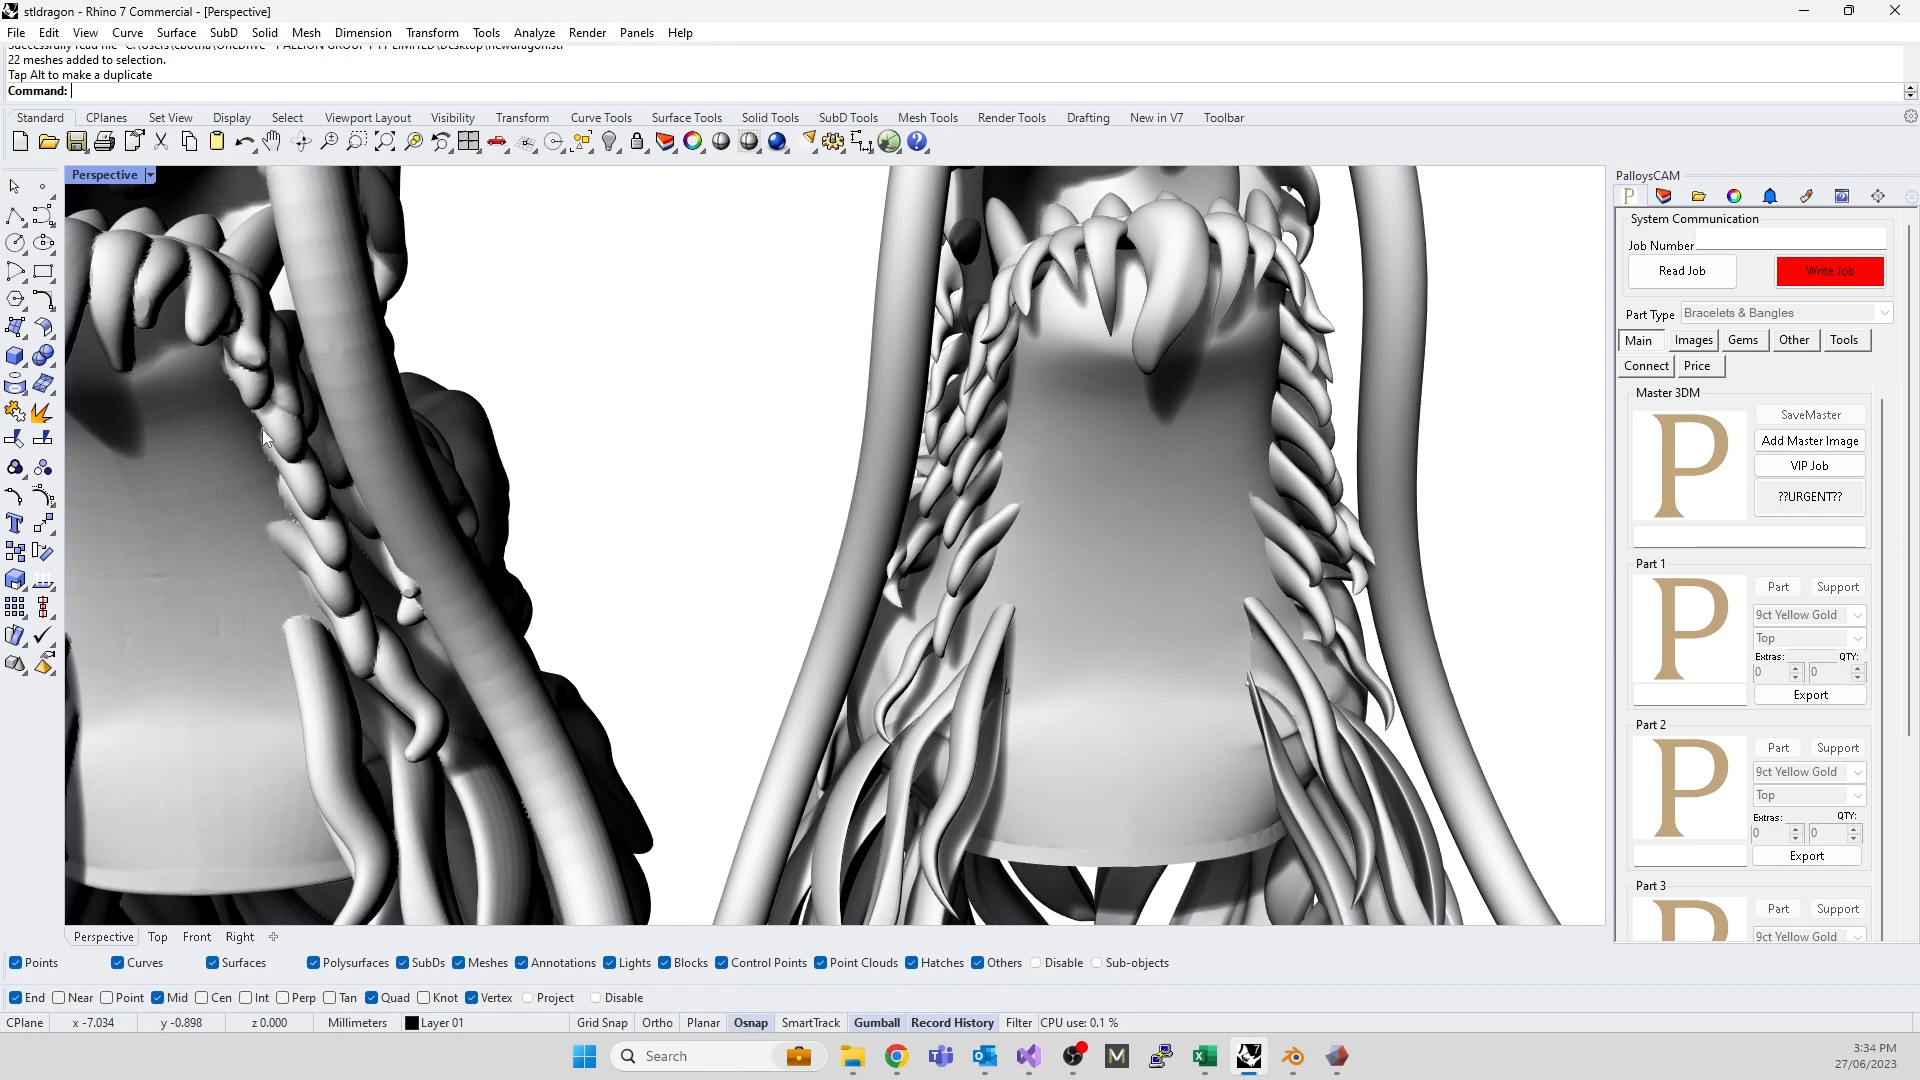 stldragon - Rhino 7 Commercial - [Perspective]
File Edit View Curve Surface SubD Solid Mesh Dimension Transform Tools Analyze Render Panels Help
22 meshes added to selection.
Tap Alt to make a duplicate
Command:
Standard CPlanes Set View Display Select Viewport Layout Visibility Transform Curve Tools Surface Tools Solid Tools SubD Tools Mesh Tools Render Tools Drafting New in V7 Toolbar
Perspective
PalloysCAM
System Communication
Job Number
Read Job Write Job
Part Type Bracelets & Bangles
Main Images Gems Other Tools
Connect Price
Master 3DM
SaveMaster
Add Master Image
VIP Job
??URGENT??
P
Part 1
Part Support
9ct Yellow Gold
Top
Extras: QTY:
0 0
Export
P
Part 2
Part Support
9ct Yellow Gold
Top
Extras: QTY:
0 0
Export
P
Part 3
Part Support
9ct Yellow Gold
Perspective Top Front Right
Points Curves Surfaces Polysurfaces SubDs Meshes Annotations Lights Blocks Control Points Point Clouds Hatches Others Disable Sub-objects
End Near Point Mid Cen Int Perp Tan Quad Knot Vertex Project Disable
CPlane x -7.034 y -0.898 z 0.000 Millimeters Layer 01 Grid Snap Ortho Planar Osnap SmartTrack Gumball Record History Filter CPU use: 0.1 %
Search
3:34 PM
27/06/2023